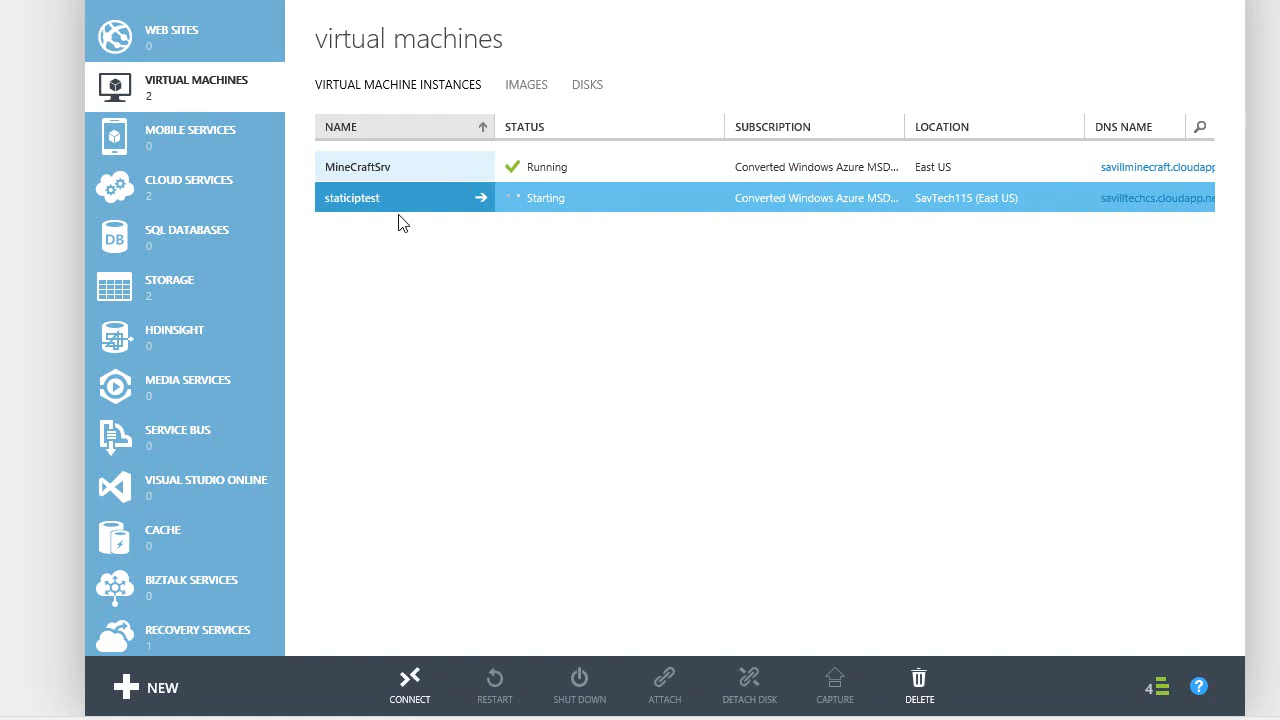 WEB SITES
0
VIRTUAL MACHINES
2
MOBILE SERVICES
0
CLOUD SERVICES
2
SQL DATABASES
0
STORAGE
2
HDINSIGHT
0
MEDIA SERVICES
0
SERVICE BUS
0
VISUAL STUDIO ONLINE
0
CACHE
0
BIZTALK SERVICES
0
RECOVERY SERVICES
1
virtual machines
VIRTUAL MACHINE INSTANCES IMAGES DISKS
NAME STATUS SUBSCRIPTION LOCATION DNS NAME
MineCraftSrv Running Converted Windows Azure MSD... East US savillminecraft.cloudapp
staticiptest Starting Converted Windows Azure MSD... SavTech115 (East US) savilltechcs.cloudapp.ne
DB
NEW CONNECT RESTART SHUT DOWN ATTACH DETACH DISK CAPTURE DELETE 4 ?